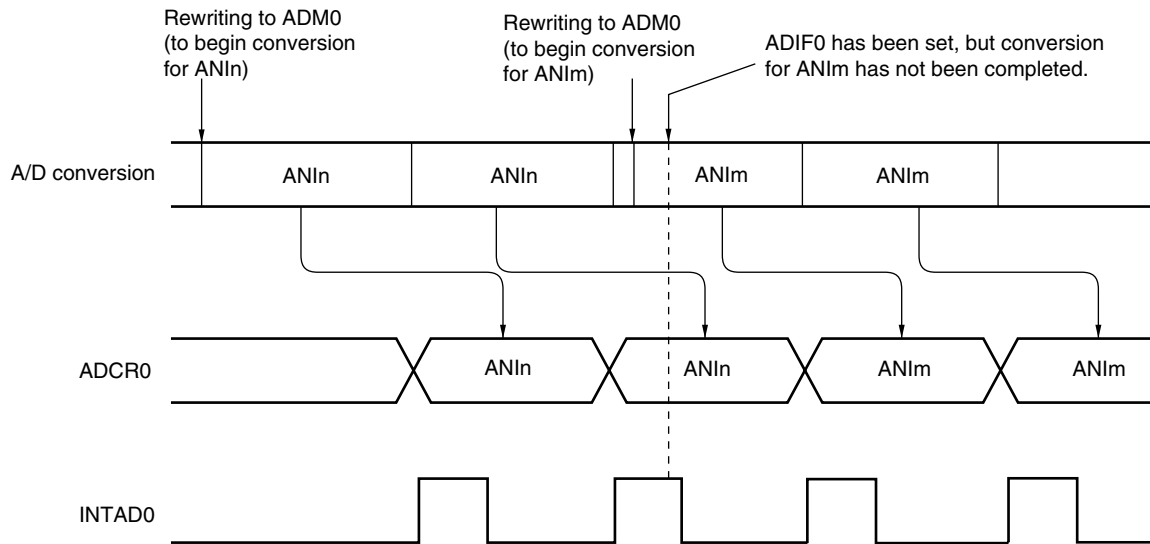 Rewriting to ADM0
(to begin conversion
for ANIn)
Rewriting to ADM0
(to begin conversion
for ANIm)
ADIF0 has been set, but conversion
for ANIm has not been completed.
A/D conversion
ANIn
ANIn
ANIm
ANIm
ADCR0
ANIn
ANIn
ANIm
ANIm
INTAD0